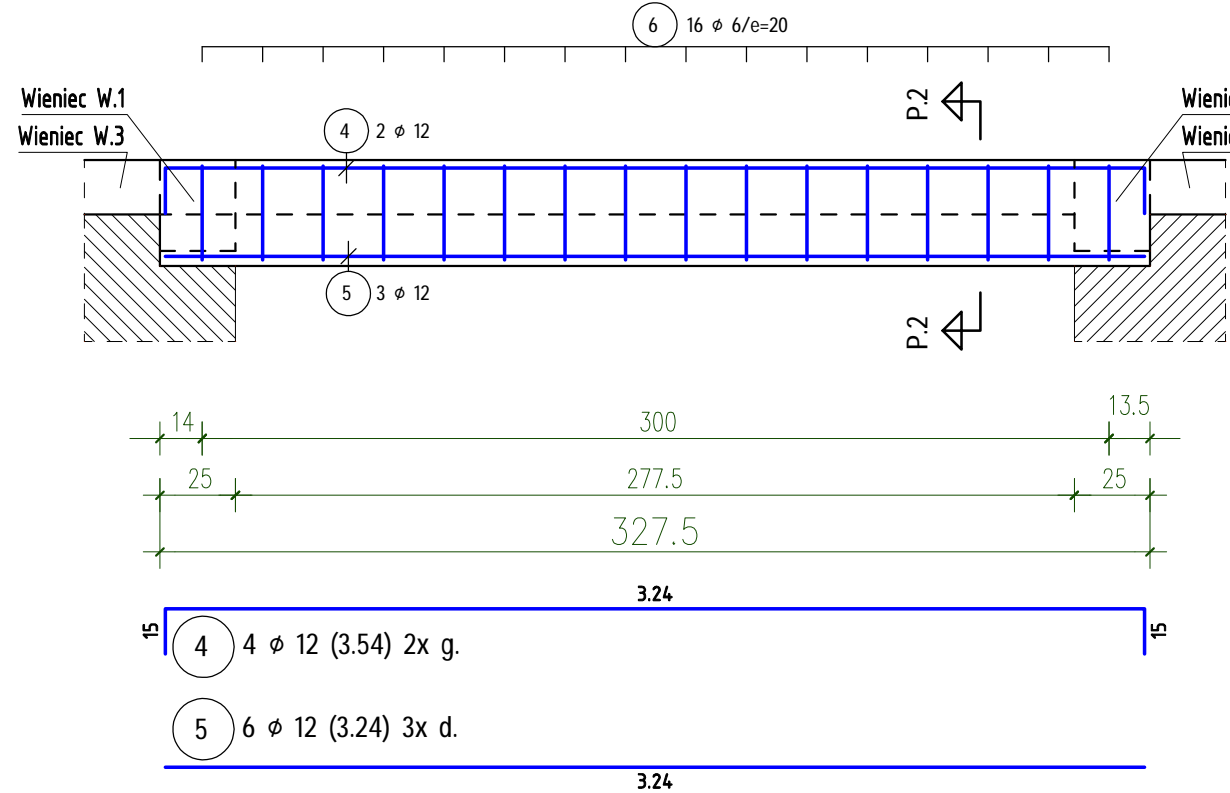 6 16 ⌀ 6/e=20
Wieniec W.1
Wieniec W.3
4 2 ⌀ 12
P.2
5 3 ⌀ 12
P.2
14 300 13.5
25 277.5 25
327.5
3.24
15 15
4 4 ⌀ 12 (3.54) 2x g.
5 6 ⌀ 12 (3.24) 3x d.
3.24